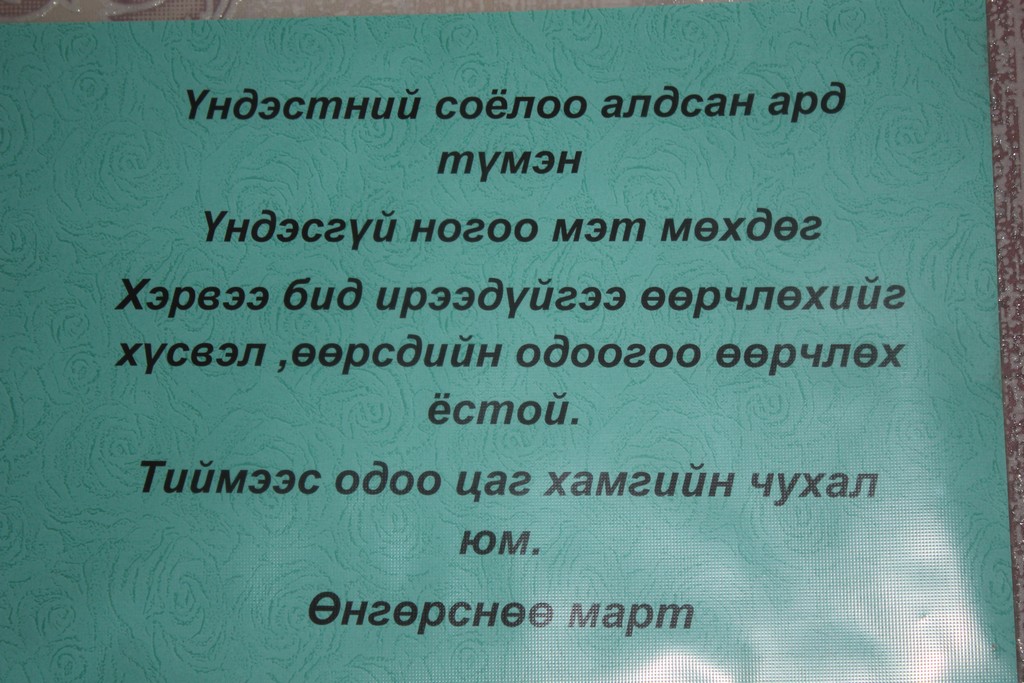 Үндэстний соёлоо алдсан ард
түмэн
Үндэсгүй ногоо мэт мөхдөг
Хэрвээ бид ирээдүйгээ өөрчлөхийг
хүсвэл ,өөрсдийн одоогоо өөрчлөх
ёстой.
Тиймээс одоо цаг хамгийн чухал
юм.
Өнгөрснөө март